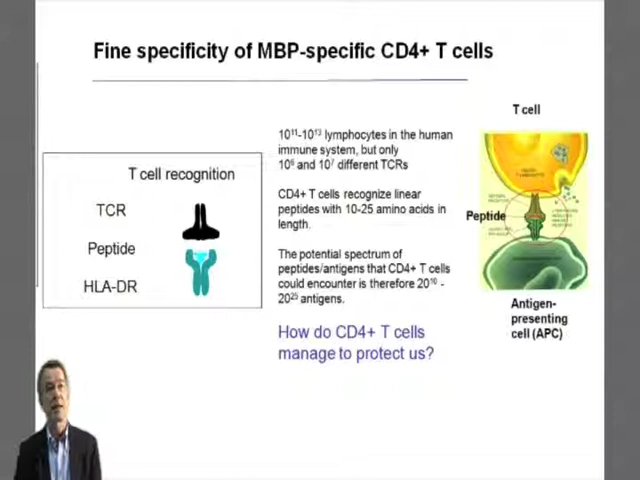 Fine specificity of MBP-specific CD4+ T cells
T cell recognition
TCR
Peptide
HLA-DR
10¹¹-10¹³ lymphocytes in the human
immune system, but only
10⁶ and 10⁷ different TCRs
CD4+ T cells recognize linear
peptides with 10-25 amino acids in
length.
The potential spectrum of
peptides/antigens that CD4+ T cells
could encounter is therefore 20¹⁰ -
20²⁵ antigens.
How do CD4+ T cells
manage to protect us?
T cell
Peptide
Antigen-
presenting
cell (APC)